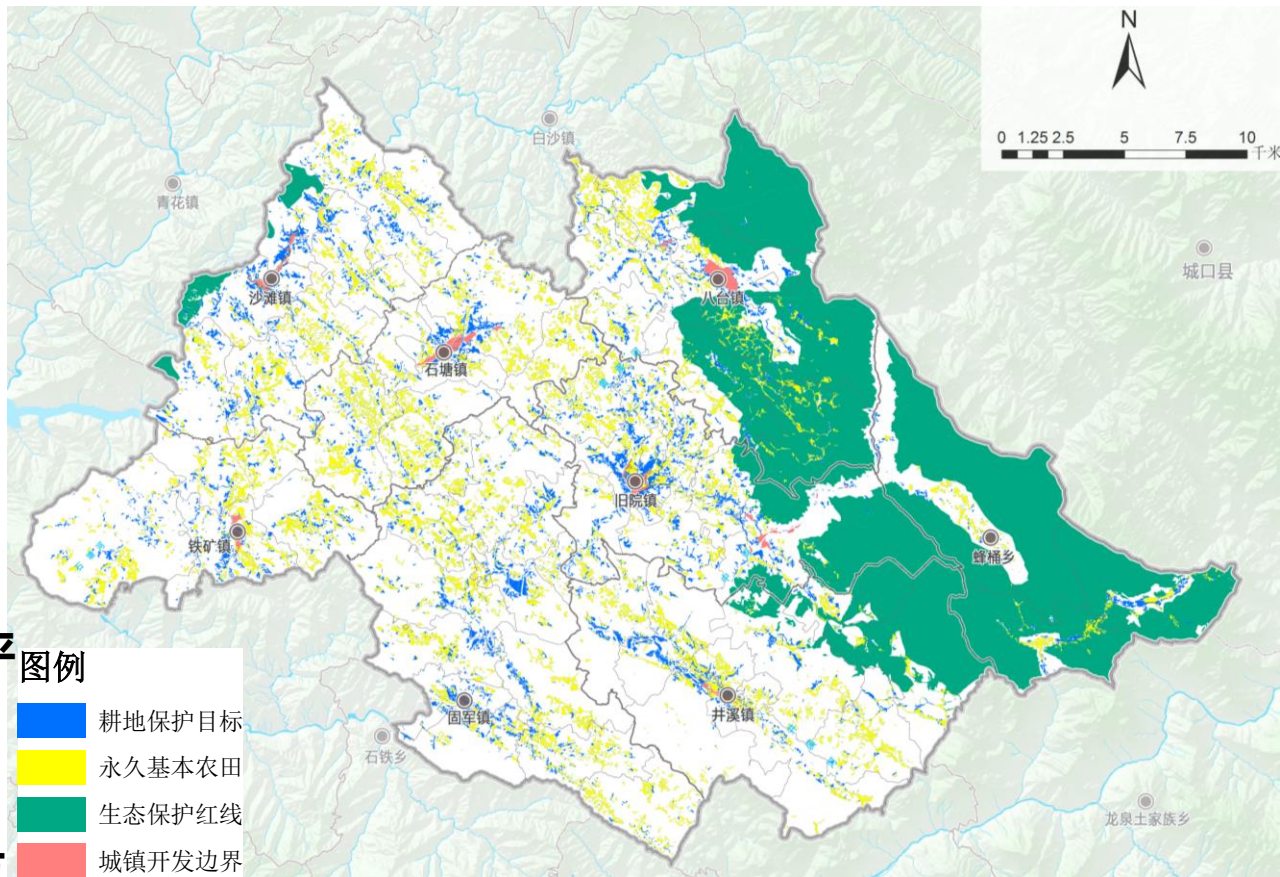 N
0 1.25 2.5 5 7.5 10
千米
白沙镇
青花镇
城口县
沙滩镇
八台镇
石塘镇
旧院镇
铁矿镇
蜂桶乡
固军镇
井溪镇
石铁乡
龙泉土家族乡
图例
耕地保护目标
永久基本农田
生态保护红线
城镇开发边界